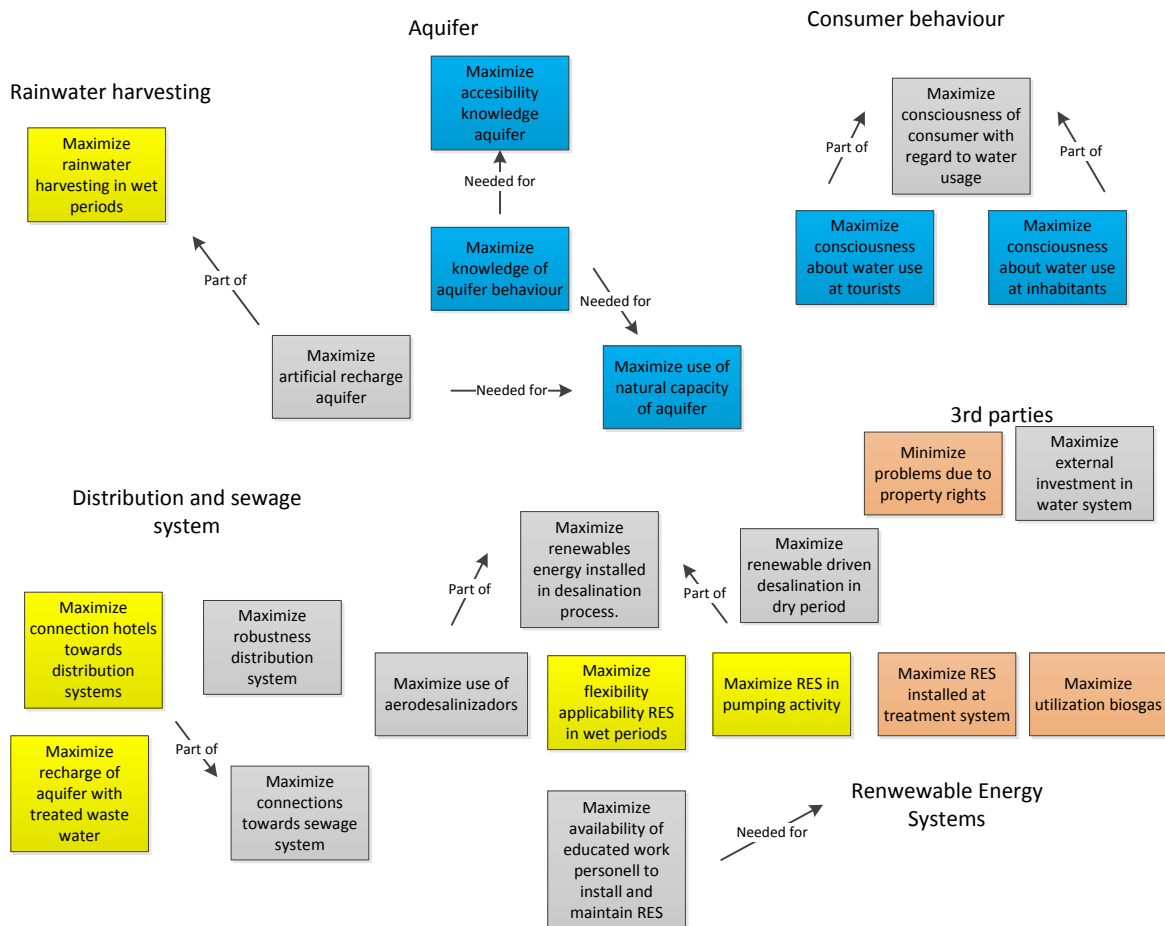 Aquifer
Consumer behaviour
Rainwater harvesting
Maximize
accesibility
knowledge
aquifer
Maximize
consciousness of
consumer with
regard to water
usage
Maximize
rainwater
harvesting in wet
periods
Part of
Part of
Needed for
Maximize
knowledge of
aquifer behaviour
Maximize
consciousness
about water use
at tourists
Maximize
consciousness
about water use
at inhabitants
Part of
Needed for
Maximize
artificial recharge
aquifer
Needed for
Maximize use of
natural capacity
of aquifer
3rd parties
Minimize
problems due to
property rights
Maximize
external
investment in
water system
Distribution and sewage
system
Maximize
renewables
energy installed
in desalination
process.
Maximize
renewable driven
desalination in
dry period
Part of
Part of
Maximize
connection hotels
towards
distribution
systems
Maximize
robustness
distribution
system
Maximize use of
aerodesalinizadors
Maximize
flexibility
applicability RES
in wet periods
Maximize RES in
pumping activity
Maximize RES
installed at
treatment system
Maximize
utilization biosgas
Part of
Maximize
recharge of
aquifer with
treated waste
water
Maximize
connections
towards sewage
system
Maximize
availability of
educated work
personell to
install and
maintain RES
Needed for
Renwewable Energy
Systems